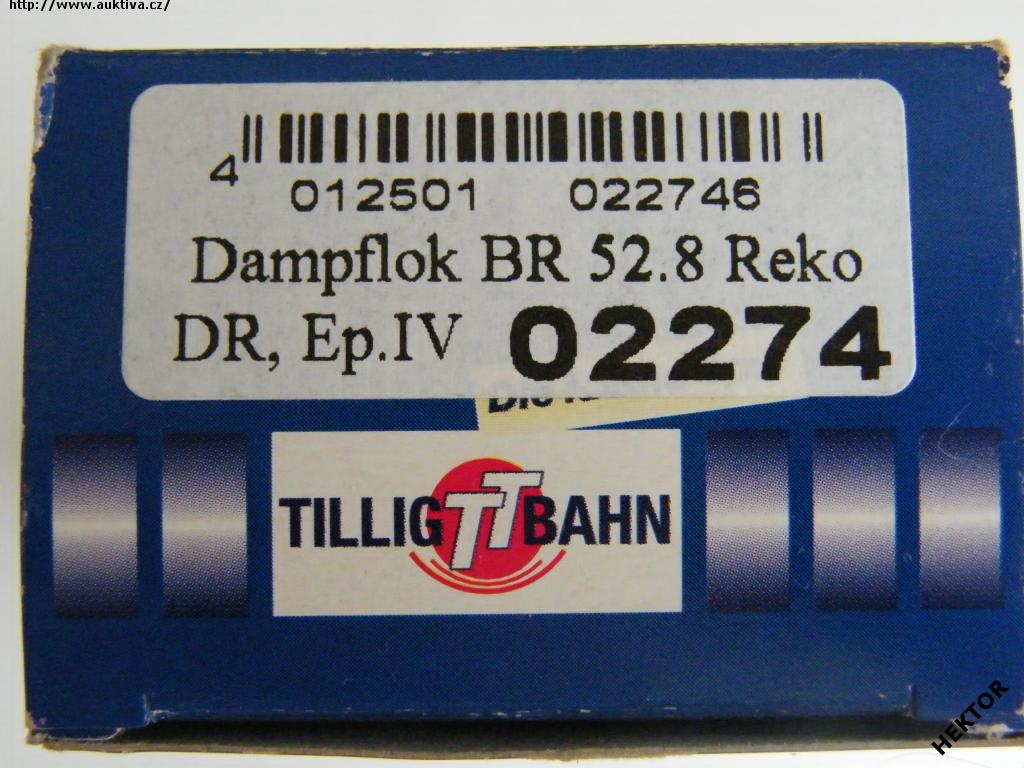 http://www.auktiva.cz/
4 012501 022746
Dampflok BR 52.8 Reko
DR, Ep.IV 02274
TILLIG TT BAHN
HEKTOR